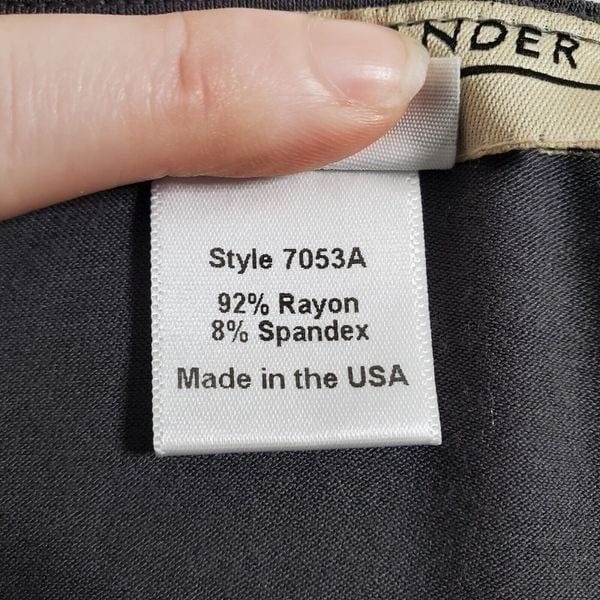 NDER
Style 7053A
92% Rayon
8% Spandex
Made in the USA